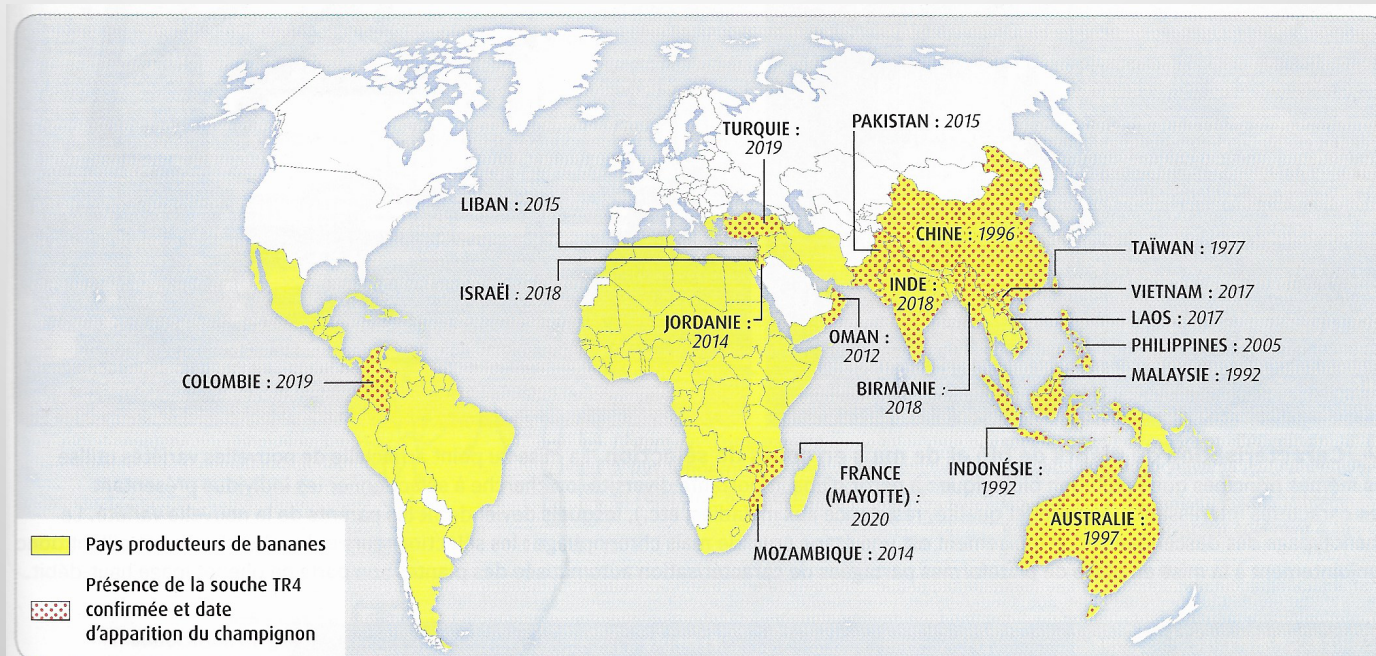 TURQUIE :
2019
PAKISTAN : 2015
LIBAN : 2015
CHINE : 1996
TAÏWAN : 1977
ISRAËl : 2018
INDE :
2018
VIETNAM : 2017
JORDANIE :
2014
LAOS : 2017
OMAN :
2012
PHILIPPINES : 2005
COLOMBIE : 2019
BIRMANIE :
2018
MALAYSIE : 1992
FRANCE
(MAYOTTE) :
2020
INDONÉSIE :
1992
AUSTRALIE :
1997
MOZAMBIQUE : 2014
Pays producteurs de bananes
Présence de la souche TR4
confirmée et date
d'apparition du champignon